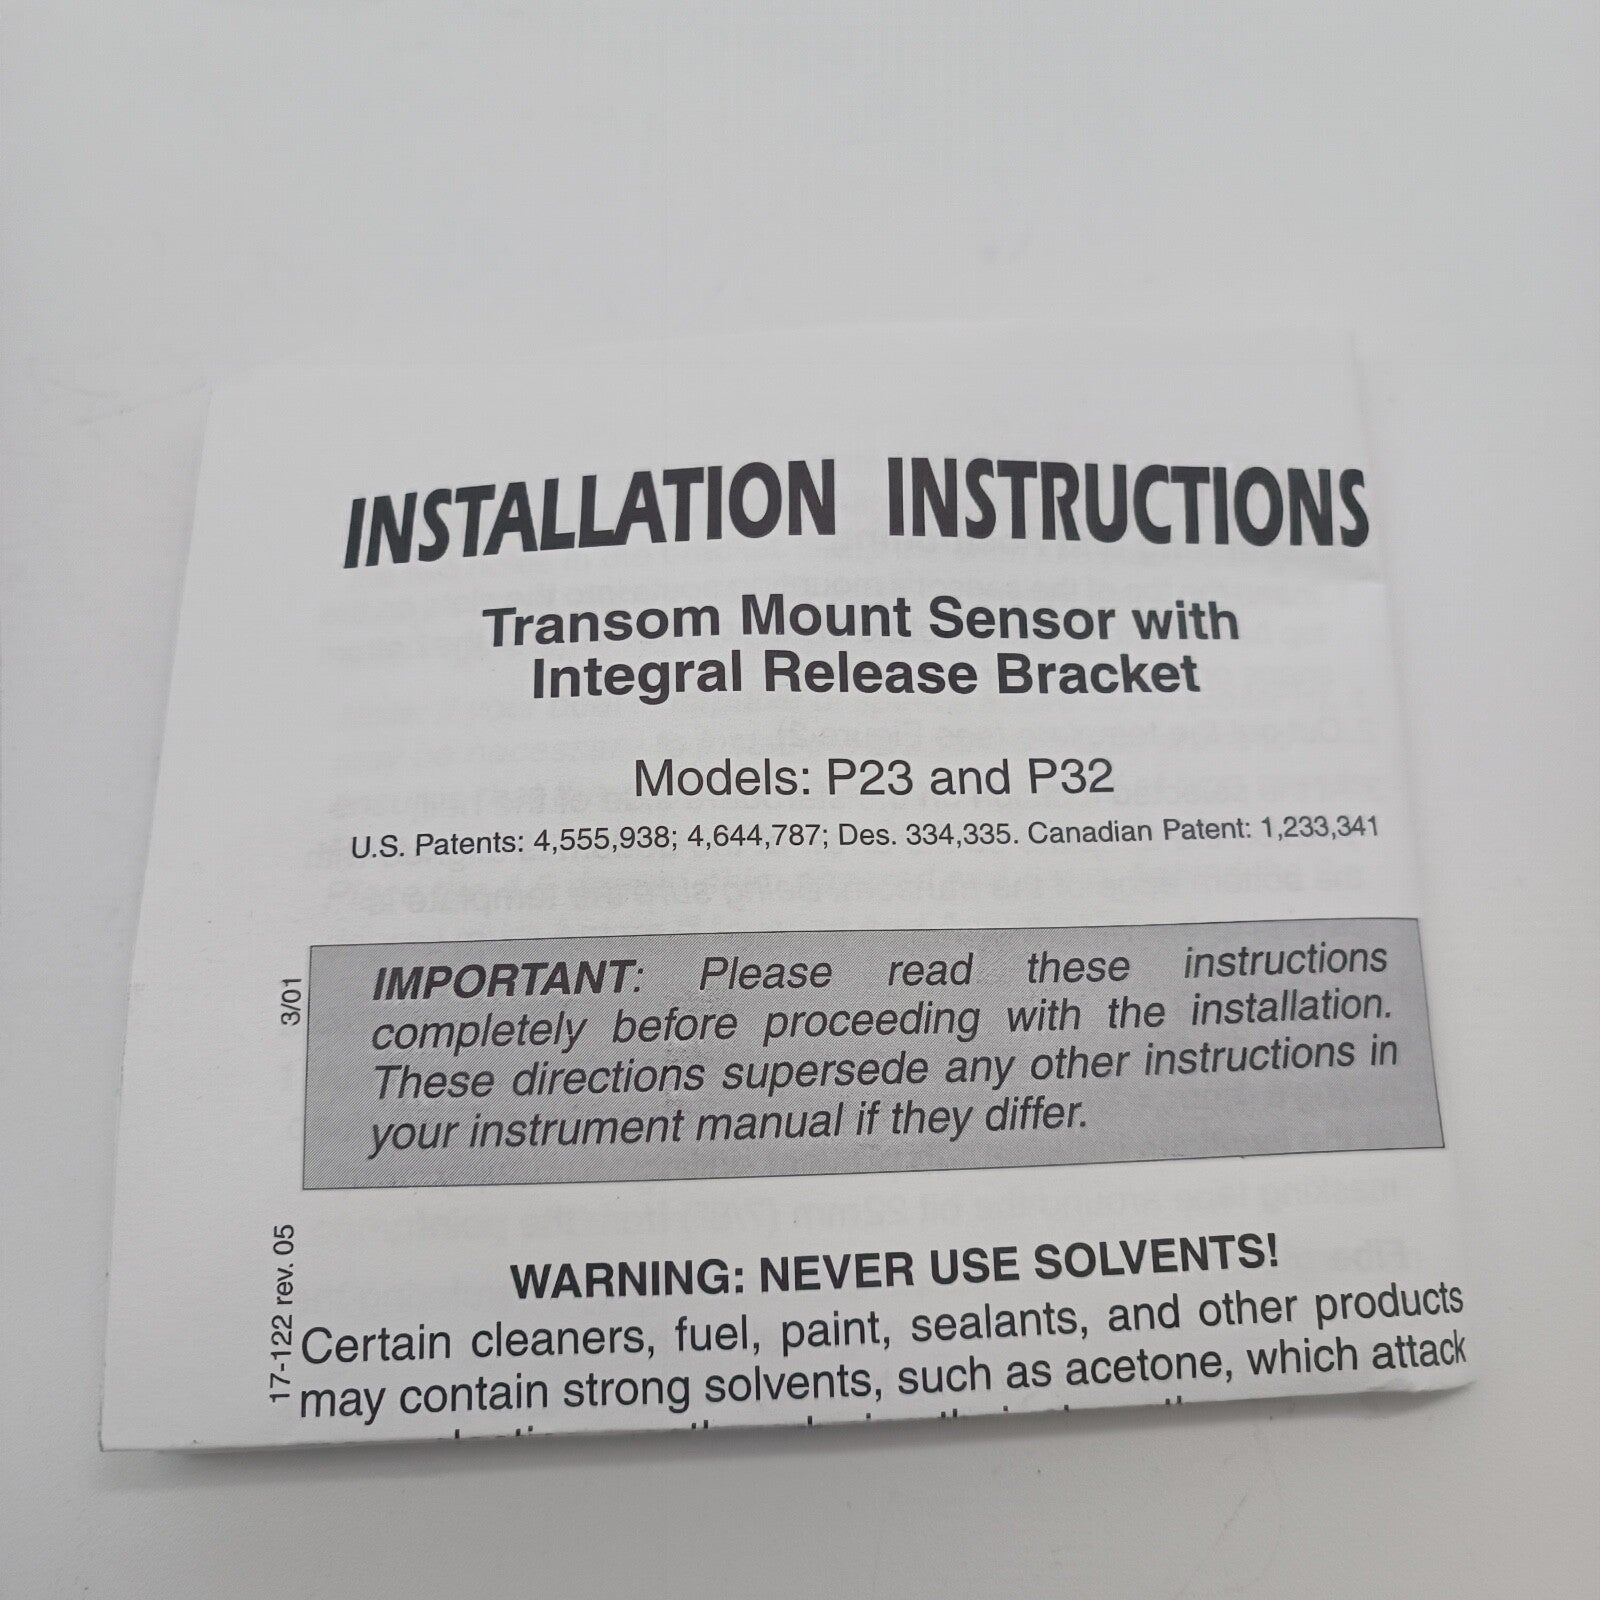 INSTALLATION INSTRUCTIONS
Transom Mount Sensor with
Integral Release Bracket
Models: P23 and P32
U.S. Patents: 4,555,938; 4,644,787; Des. 334,335. Canadian Patent: 1,233,341
IMPORTANT: Please read these instructions
completely before proceeding with the installation.
These directions supersede any other instructions in
your instrument manual if they differ.
3/01
17-122 rev. 05
WARNING: NEVER USE SOLVENTS!
Certain cleaners, fuel, paint, sealants, and other products
may contain strong solvents, such as acetone, which attack